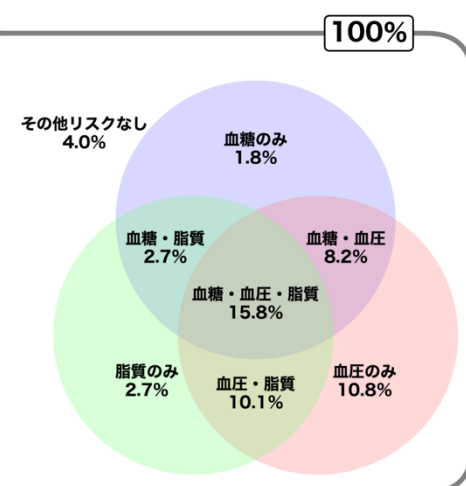 100%
その他リスクなし
4.0%
血糖のみ
1.8%
血糖・脂質
2.7%
血糖・血圧
8.2%
血糖・血圧・脂質
15.8%
脂質のみ
2.7%
血圧・脂質
10.1%
血圧のみ
10.8%